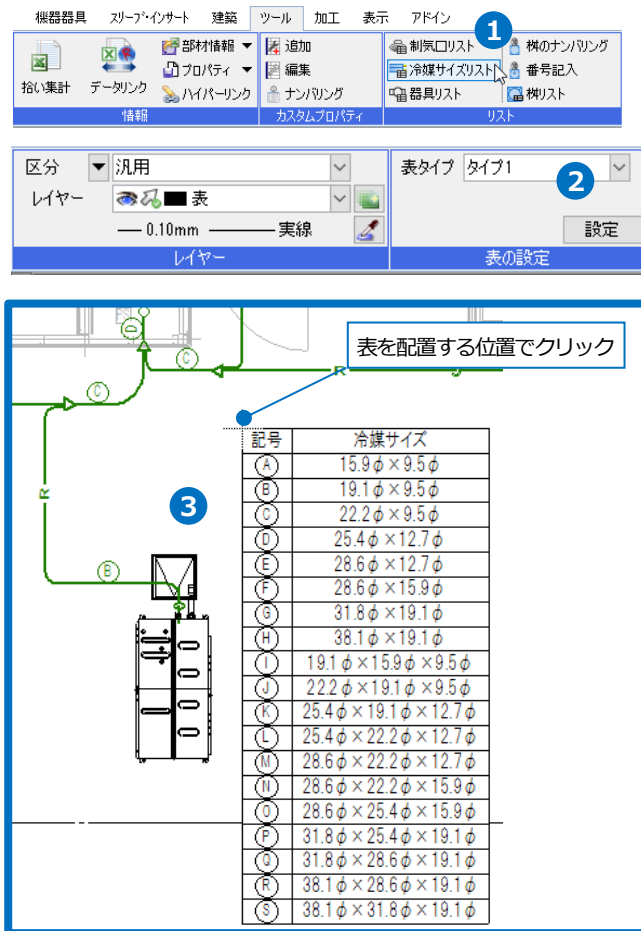 機器器具 スリーブ・インサート 建築 ツール 加工 表示 アドイン
1
拾い集計 データリンク 部材情報 プロパティ ハイパーリンク
情報
追加
編集
ナンバリング
カスタムプロパティ
制気口リスト 桝のナンバリング
冷媒サイズリスト 番号記入
器具リスト 桝リスト
リスト
区分 汎用
レイヤー 表
0.10mm 実線
レイヤー
表タイプ タイプ1
2
設定
表の設定
表を配置する位置でクリック
D
C
C
R
R
B
3
記号 冷媒サイズ
A 15.9φ×9.5φ
B 19.1φ×9.5φ
C 22.2φ×9.5φ
D 25.4φ×12.7φ
E 28.6φ×12.7φ
F 28.6φ×15.9φ
G 31.8φ×19.1φ
H 38.1φ×19.1φ
I 19.1φ×15.9φ×9.5φ
J 22.2φ×19.1φ×9.5φ
K 25.4φ×19.1φ×12.7φ
L 25.4φ×22.2φ×12.7φ
M 28.6φ×22.2φ×12.7φ
N 28.6φ×22.2φ×15.9φ
O 28.6φ×25.4φ×15.9φ
P 31.8φ×25.4φ×19.1φ
Q 31.8φ×28.6φ×19.1φ
R 38.1φ×28.6φ×19.1φ
S 38.1φ×31.8φ×19.1φ